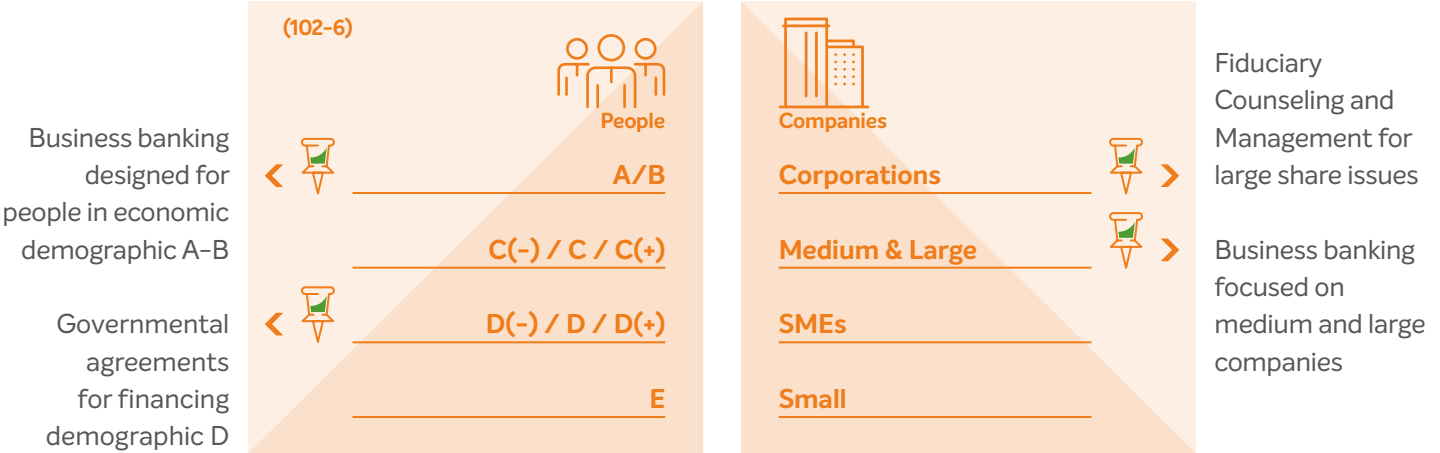 (102-6)
People
Business banking
designed for
people in economic
demographic A-B
Governmental
agreements
for financing
demographic D
A/B
C(-) / C / C(+)
D(-) / D / D(+)
E
Companies
Corporations
Medium & Large
SMEs
Small
Fiduciary
Counseling and
Management for
large share issues
Business banking
focused on
medium and large
companies